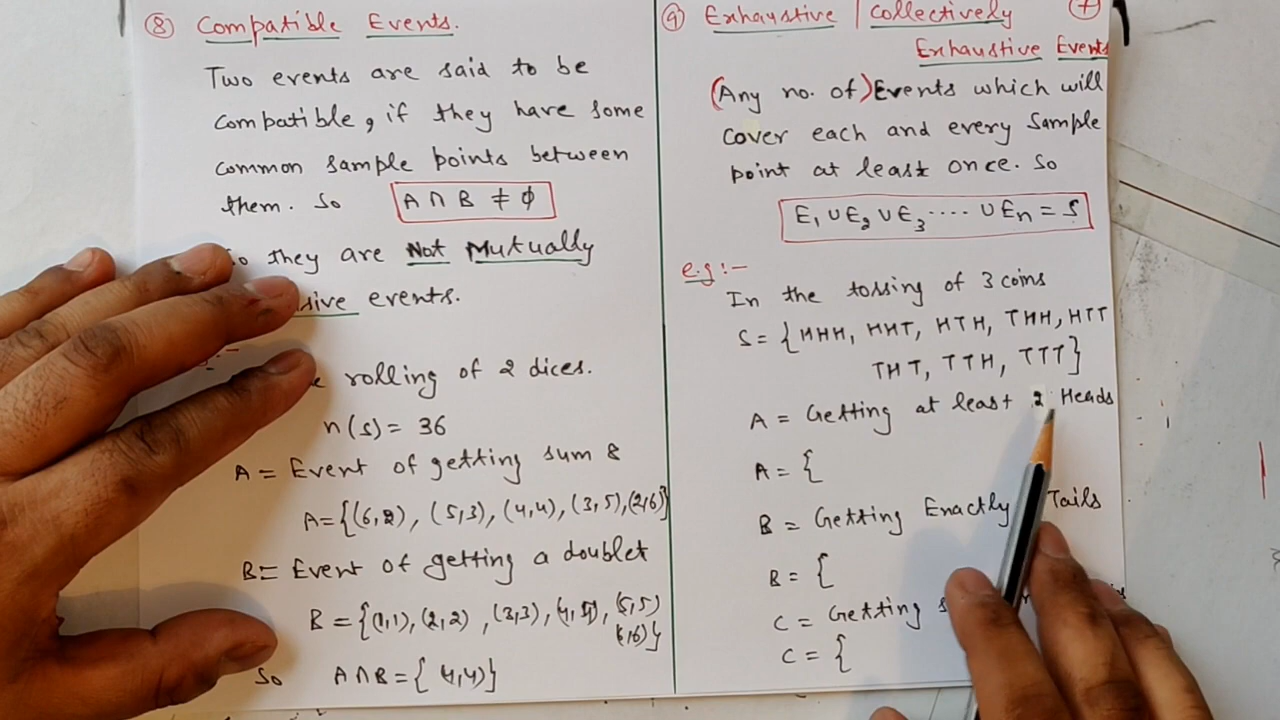 ⑧ Compatible Events.
Two events are said to be
Compatible, if they have some
common sample points between
them. So A ∩ B ≠ φ
So they are Not Mutually
sive events.
rolling of 2 dices.
n(s) = 36
A = Event of getting sum 8
A={(6,2), (5,3), (4,4), (3,5), (2,6)}
B= Event of getting a doublet
B = {(1,1), (2,2), (3,3), (4,4), (5,5)
(6,6)}
So A ∩ B = { 4,4)}
⑨ Exhaustive / Collectively
Exhaustive Events
(Any no. of) Events which will
cover each and every Sample
point at least once. So
E₁ ∪ E₂ ∪ E₃ ..... ∪ Eₙ = S
e.g :-
In the tossing of 3 coins
S = { HHH, HHT, HTH, THH, HTT
THT, TTH, TTT}
A = Getting at least 2 Heads
A = {
B = Getting Exactly Tails
B = {
C = Getting
C = {